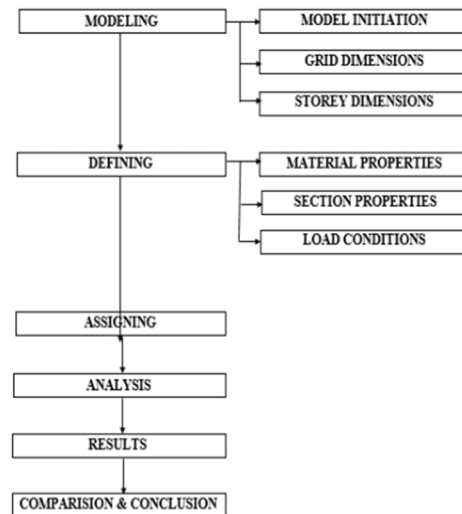 MODELING
MODEL INITIATION
GRID DIMENSIONS
STOREY DIMENSIONS
DEFINING
MATERIAL PROPERTIES
SECTION PROPERTIES
LOAD CONDITIONS
ASSIGNING
ANALYSIS
RESULTS
COMPARISION & CONCLUSION